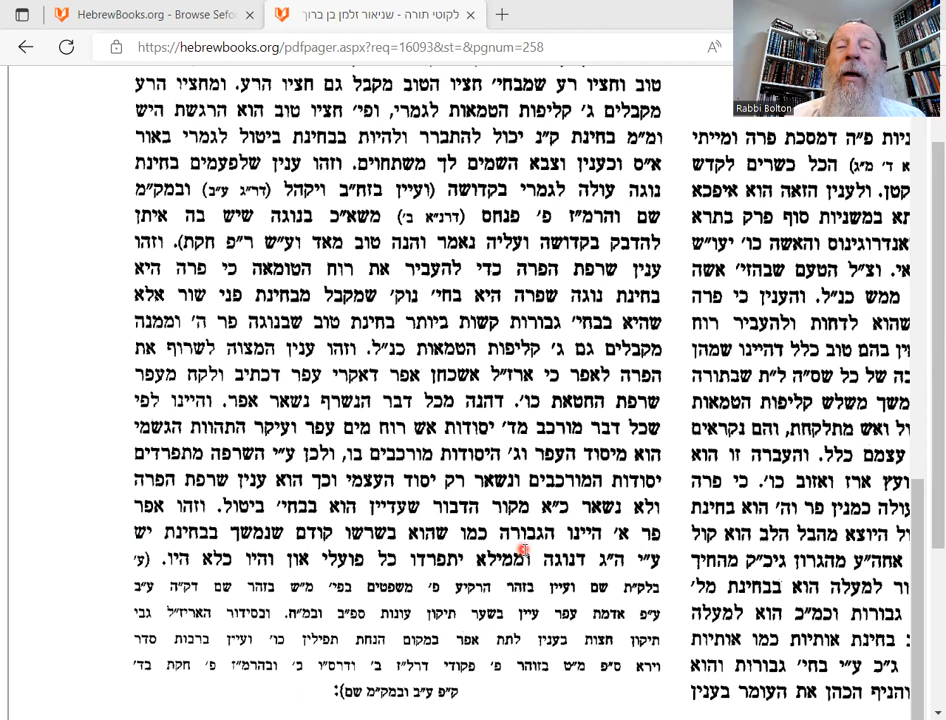 HebrewBooks.org - Browse Sefo
לקוטי תורה - שניאור זלמן בן ברוך
https://hebrewbooks.org/pdfpager.aspx?req=16093&st=&pgnum=258
Rabbi Bolton
ניות פ״ה דמסכת פרה ומייתי
א ד׳ מ״ג) הכל כשרים לקדש
קטן. ולענין הזאה הוא איפכא
תא במשניות סוף פרק בתרא
אנדרוגינוס והאשה כו׳ יעו״ש
אי. וצ״ל הטעם שבהזי׳ אשה
ממש כנ״ל. והענין כי פרה
שהוא לדחות ולהעביר רוח
אין בהם טוב כלל דהיינו שמהן
בה של כל שס״ה ל״ת שבתורה
משך משלש קליפות הטמאות
ול ואש מתלקחת, והם נקראים
עצמם כלל. והעברה זו הוא
ועץ ארז ואזוב כו׳. כי פרה
עולה כמנין פר וה׳ הוא בחינת
ול היוצא מהבל הלב הוא קול
אחה״ע מהגרון גיכ״ק מהחיך
ור למעלה הוא בבחינת מל׳
גבורות וכמ״כ הוא למעלה
ב בחינת אותיות כמו אותיות
ג״כ ע״י בחי׳ גבורות והוא
והניף הכהן את העומר בענין
טוב וחציו רע שמבחי׳ חציו הטוב מקבל גם חציו הרע. ומחציו הרע
מקבלים ג׳ קליפות הטמאות לגמרי, ופי׳ חציו טוב הוא הרגשת היש
ומ״מ בחינת ק״נ יכול להתברר ולהיות בבחינת ביטול לגמרי באור
א״ס וכענין וצבא השמים לך משתחוים. וזהו ענין שלפעמים בחינת
נוגה עולה לגמרי בקדושה (ועיין בזח״ב ויקהל (דר״ג ע״ב) ובמק״מ
שם והרמ״ז פ׳ פנחס (דרנ״א ב׳) משא״כ בנוגה שיש בה איתן
להדבק בקדושה ועליה נאמר והנה טוב מאד וע״ש ר״פ חקת). וזהו
ענין שרפת הפרה כדי להעביר את רוח הטומאה כי פרה היא
בחינת נוגה שפרה היא בחי׳ נוק׳ שמקבל מבחינת פני שור אלא
שהיא בבחי׳ גבורות קשות ביותר בחינת טוב שבנוגה פר ה׳ וממנה
מקבלים גם ג׳ קליפות הטמאות כנ״ל. וזהו ענין המצוה לשרוף את
הפרה לאפר כי ארז״ל אשכחן אפר דאקרי עפר דכתיב ולקח מעפר
שרפת החטאת כו׳. דהנה מכל דבר הנשרף נשאר אפר. והיינו לפי
שכל דבר מורכב מד׳ יסודות אש רוח מים עפר ועיקר התהוות הגשמי
הוא מיסוד העפר וג׳ היסודות מורכבים בו, ולכן ע״י השרפה מתפרדים
יסודות המורכבים ונשאר רק יסוד העצמי וכך הוא ענין שרפת הפרה
ולא נשאר כ״א מקור הדבור שעדיין הוא בבחי׳ ביטול. וזהו אפר
פר א׳ היינו הגבורה כמו שהוא בשרשו קודם שנמשך בבחינת יש
ע״י ה״ג דנוגה וממילא יתפרדו כל פועלי און והיו כלא היו. (ע׳
בלק״ת שם ועיין בזהר הרקיע פ׳ משפטים בפי׳ מ״ש בזהר שם דק״ה ע״ב
ע״פ אדמת עפר עיין בשער תיקון עונות ספ״ב ובמ״ח. ובסידור האריז״ל גבי
תיקון חצות בענין לתת אפר במקום הנחת תפילין כו׳ ועיין ברבות סדר
וירא ס״פ מ״ט בזוהר פ׳ פקודי דרל״ז ב׳ ודרס״ו ב׳ ובהרמ״ז פ׳ חקת בד׳
ק״פ ע״ב ובמק״מ שם):